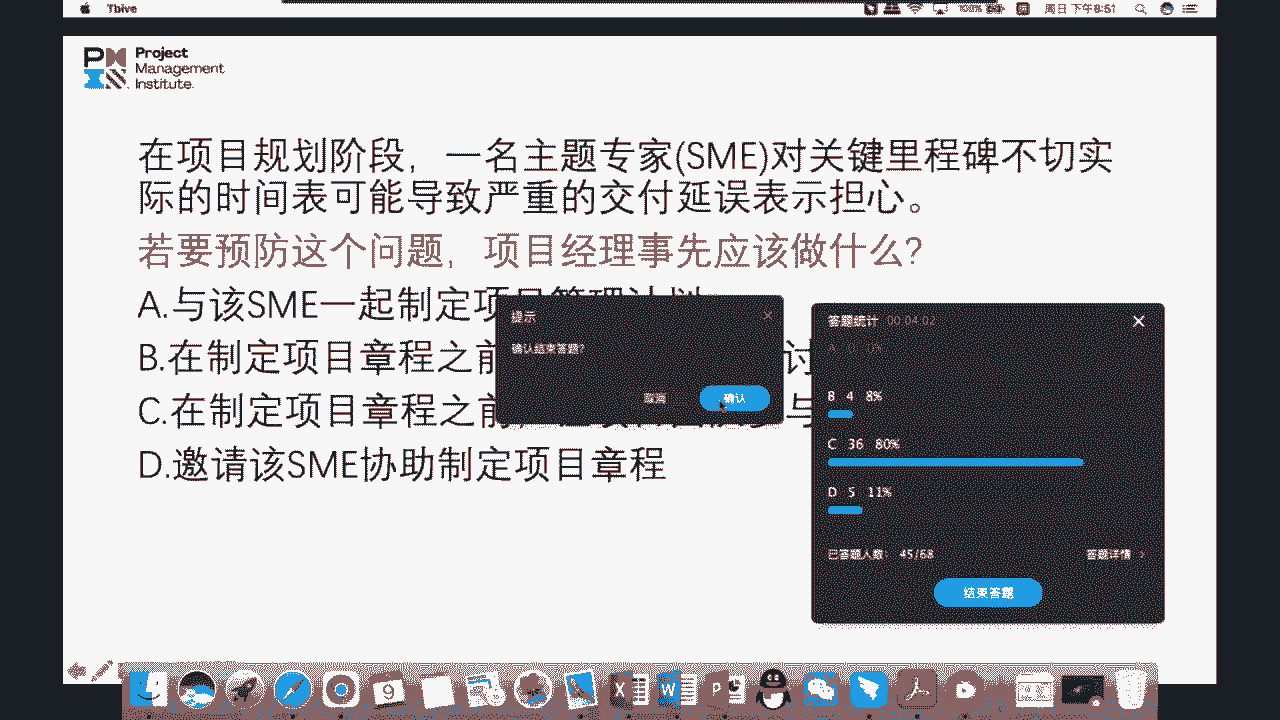 Tbive
100%
周日 下午8:51
Project
Management
Institute.
在项目规划阶段，一名主题专家(SME)对关键里程碑不切实
际的时间表可能导致严重的交付延误表示担心。
若要预防这个问题，项目经理事先应该做什么?
A.与该SME一起制定项目管理计划
B.在制定项目章程之前
讨
C.在制定项目章程之前
与
D.邀请该SME协助制定项目章程
提示
确认结束答题?
取消
确认
答题统计 00:04:02
B 4 8%
C 36 80%
D 5 11%
已答题人数: 45/68
答题详情 >
结束答题
9